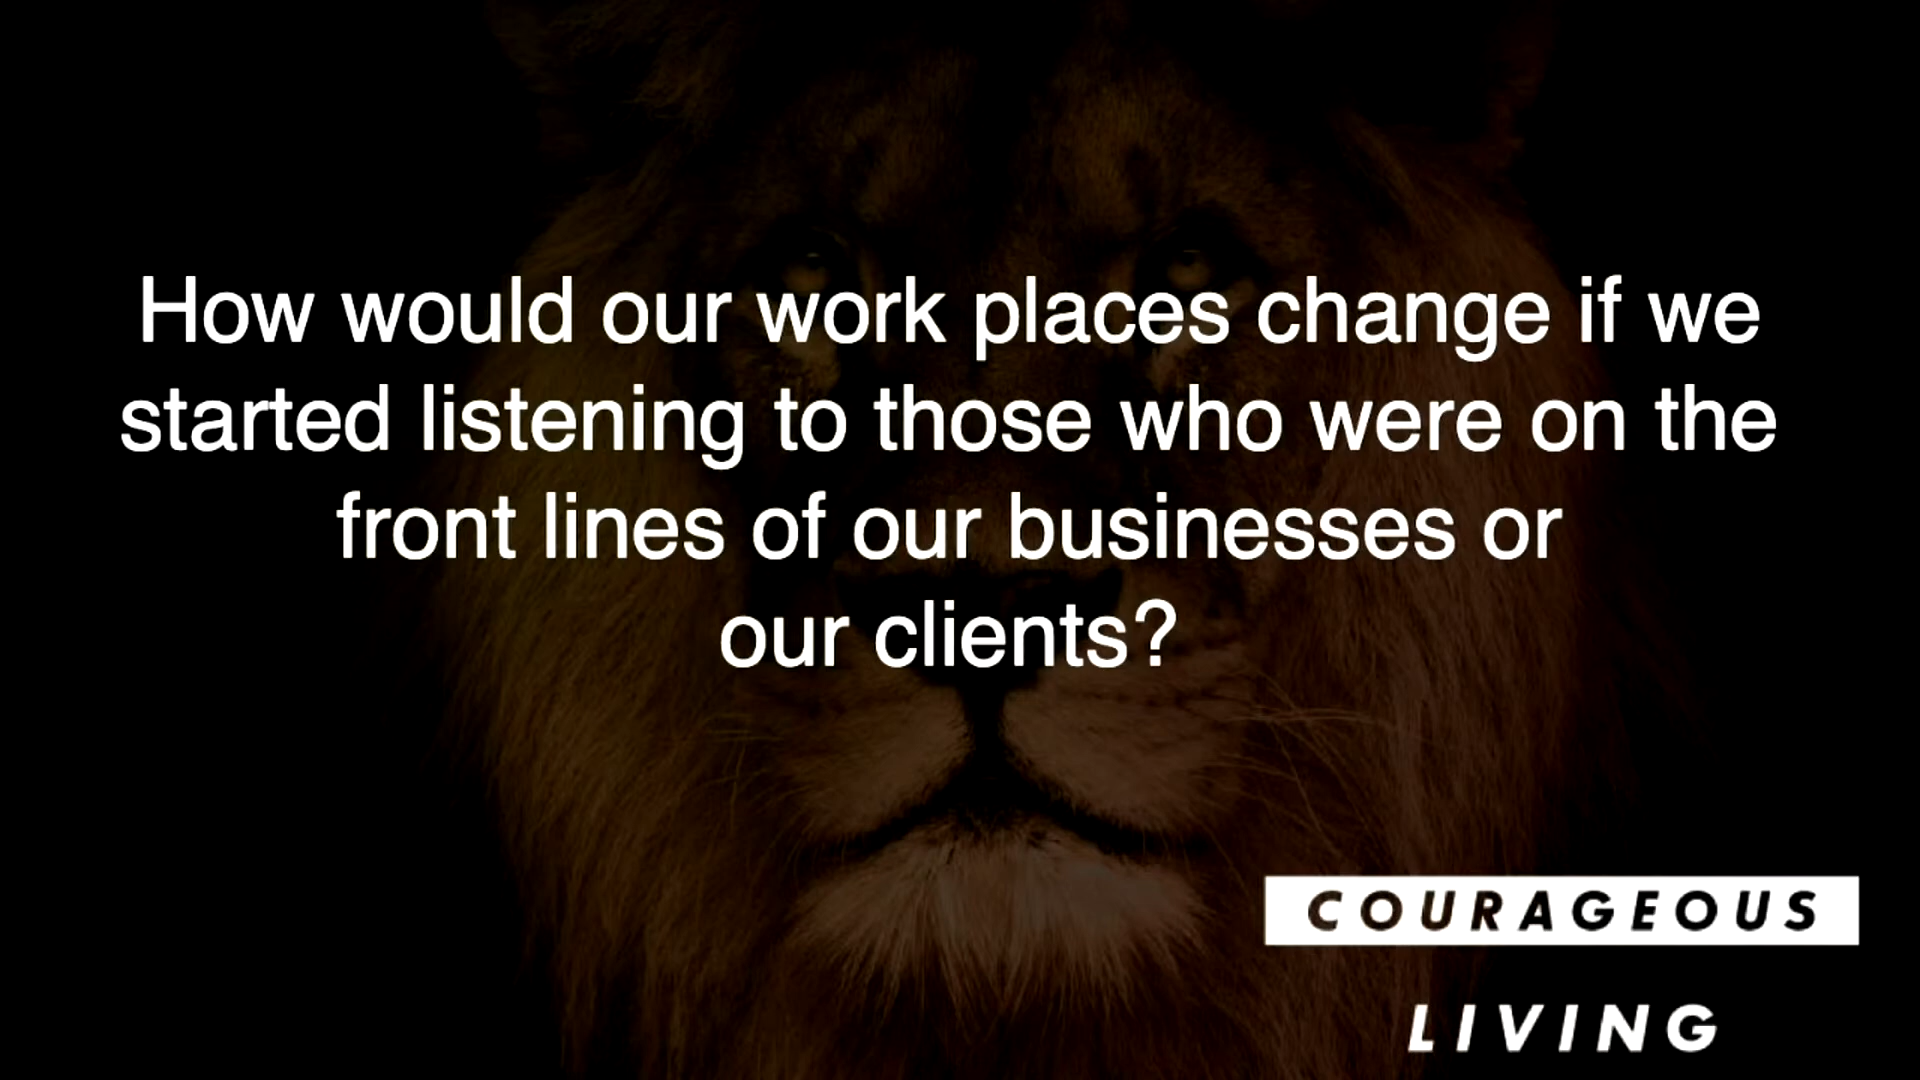 How would our work places change if we
started listening to those who were on the
front lines of our businesses or
our clients?
COURAGEOUS
LIVING